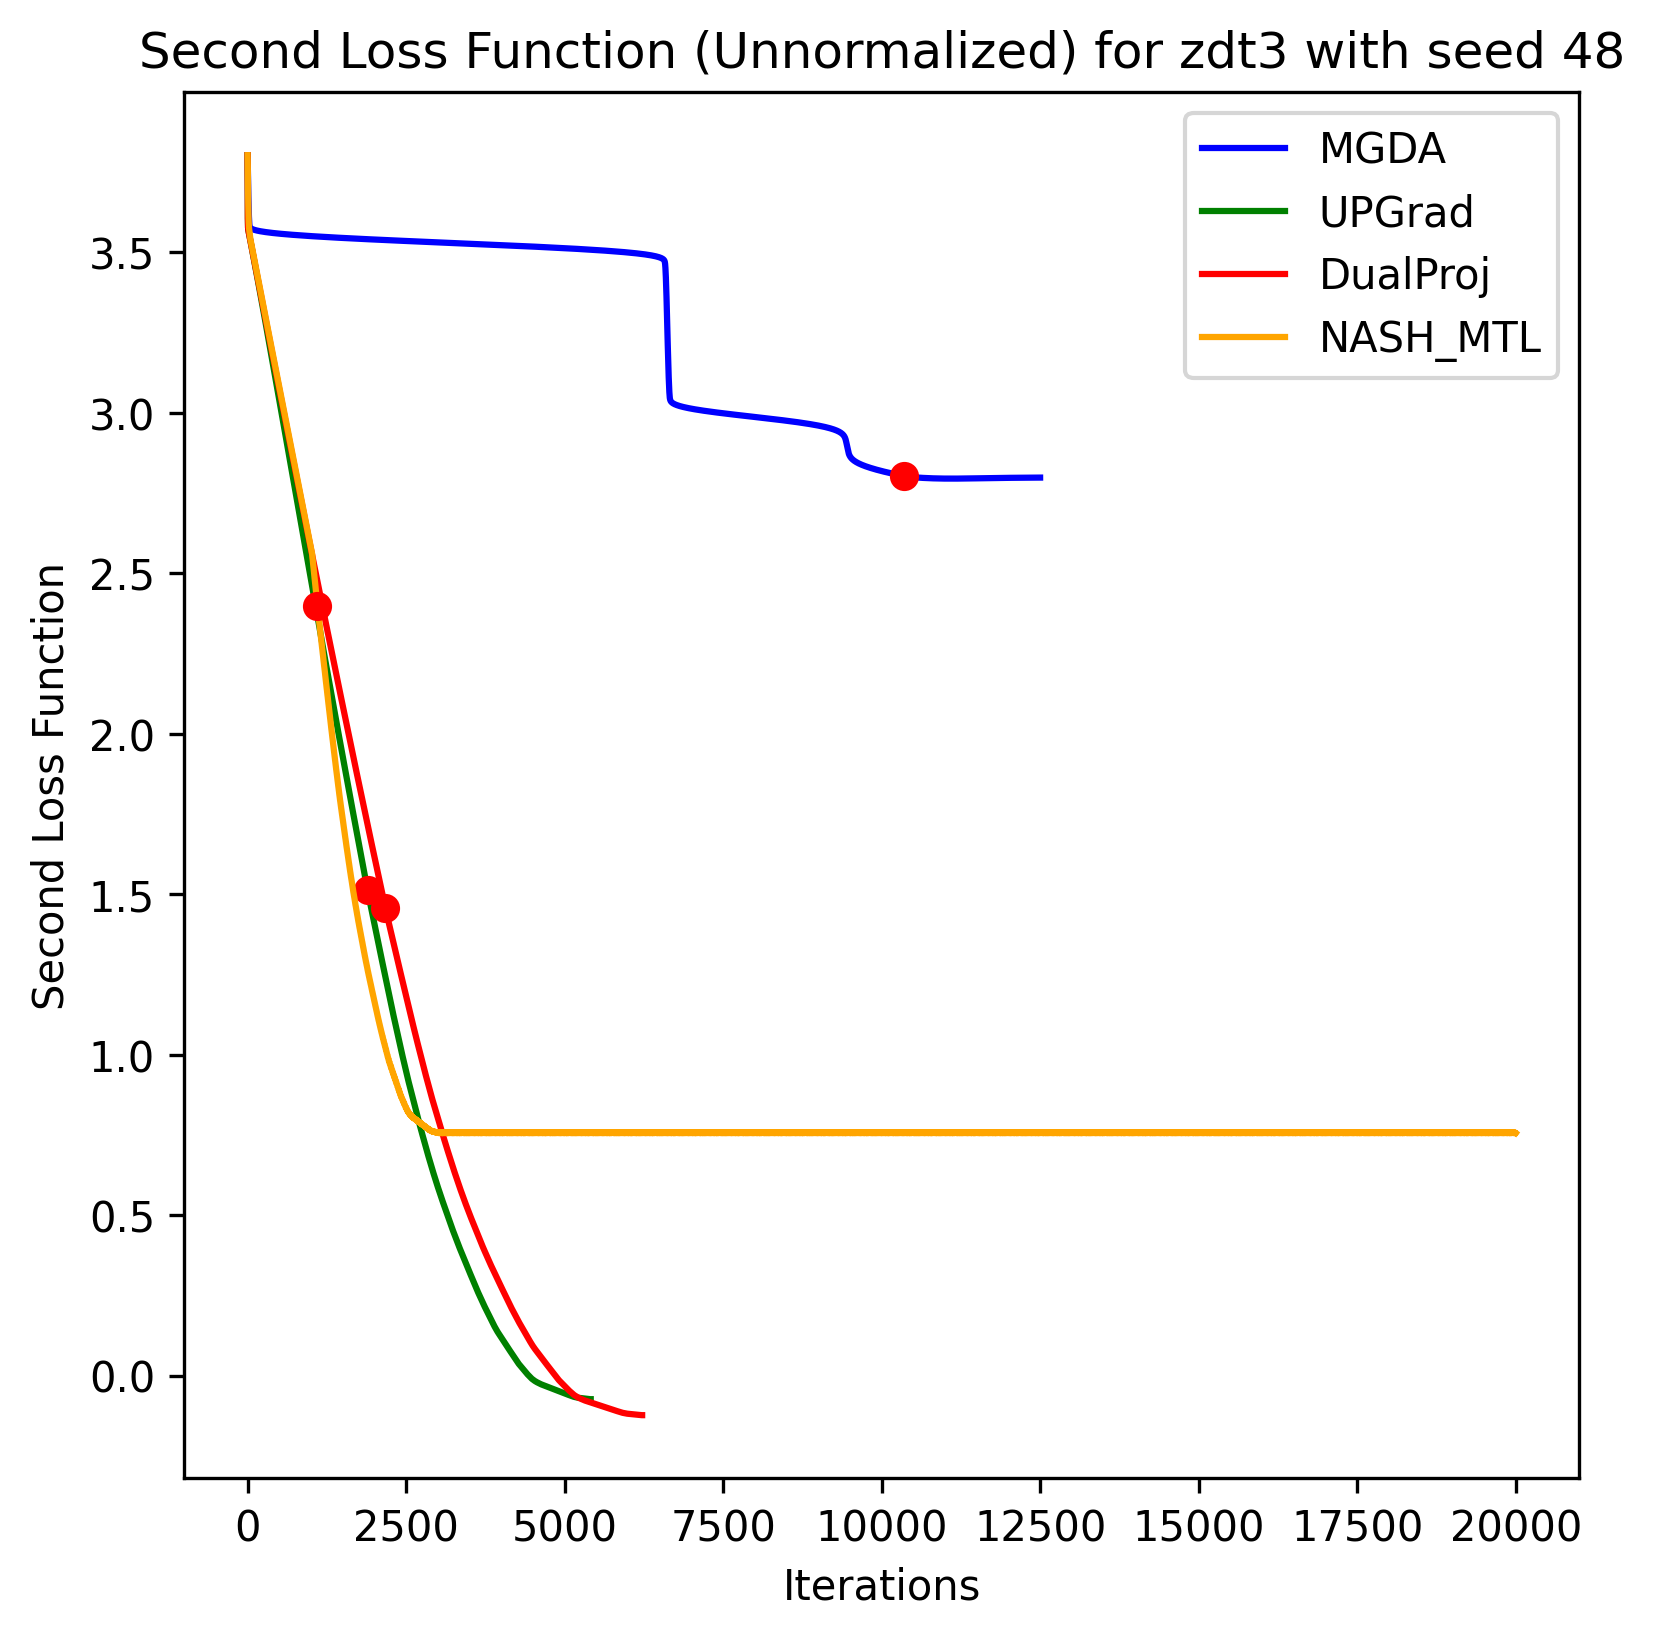 Second Loss Function (Unnormalized) for zdt3 with seed 48
MGDA
UPGrad
DualProj
NASH_MTL
Second Loss Function
3.5
3.0
2.5
2.0
1.5
1.0
0.5
0.0
0 2500 5000 7500 10000 12500 15000 17500 20000
Iterations